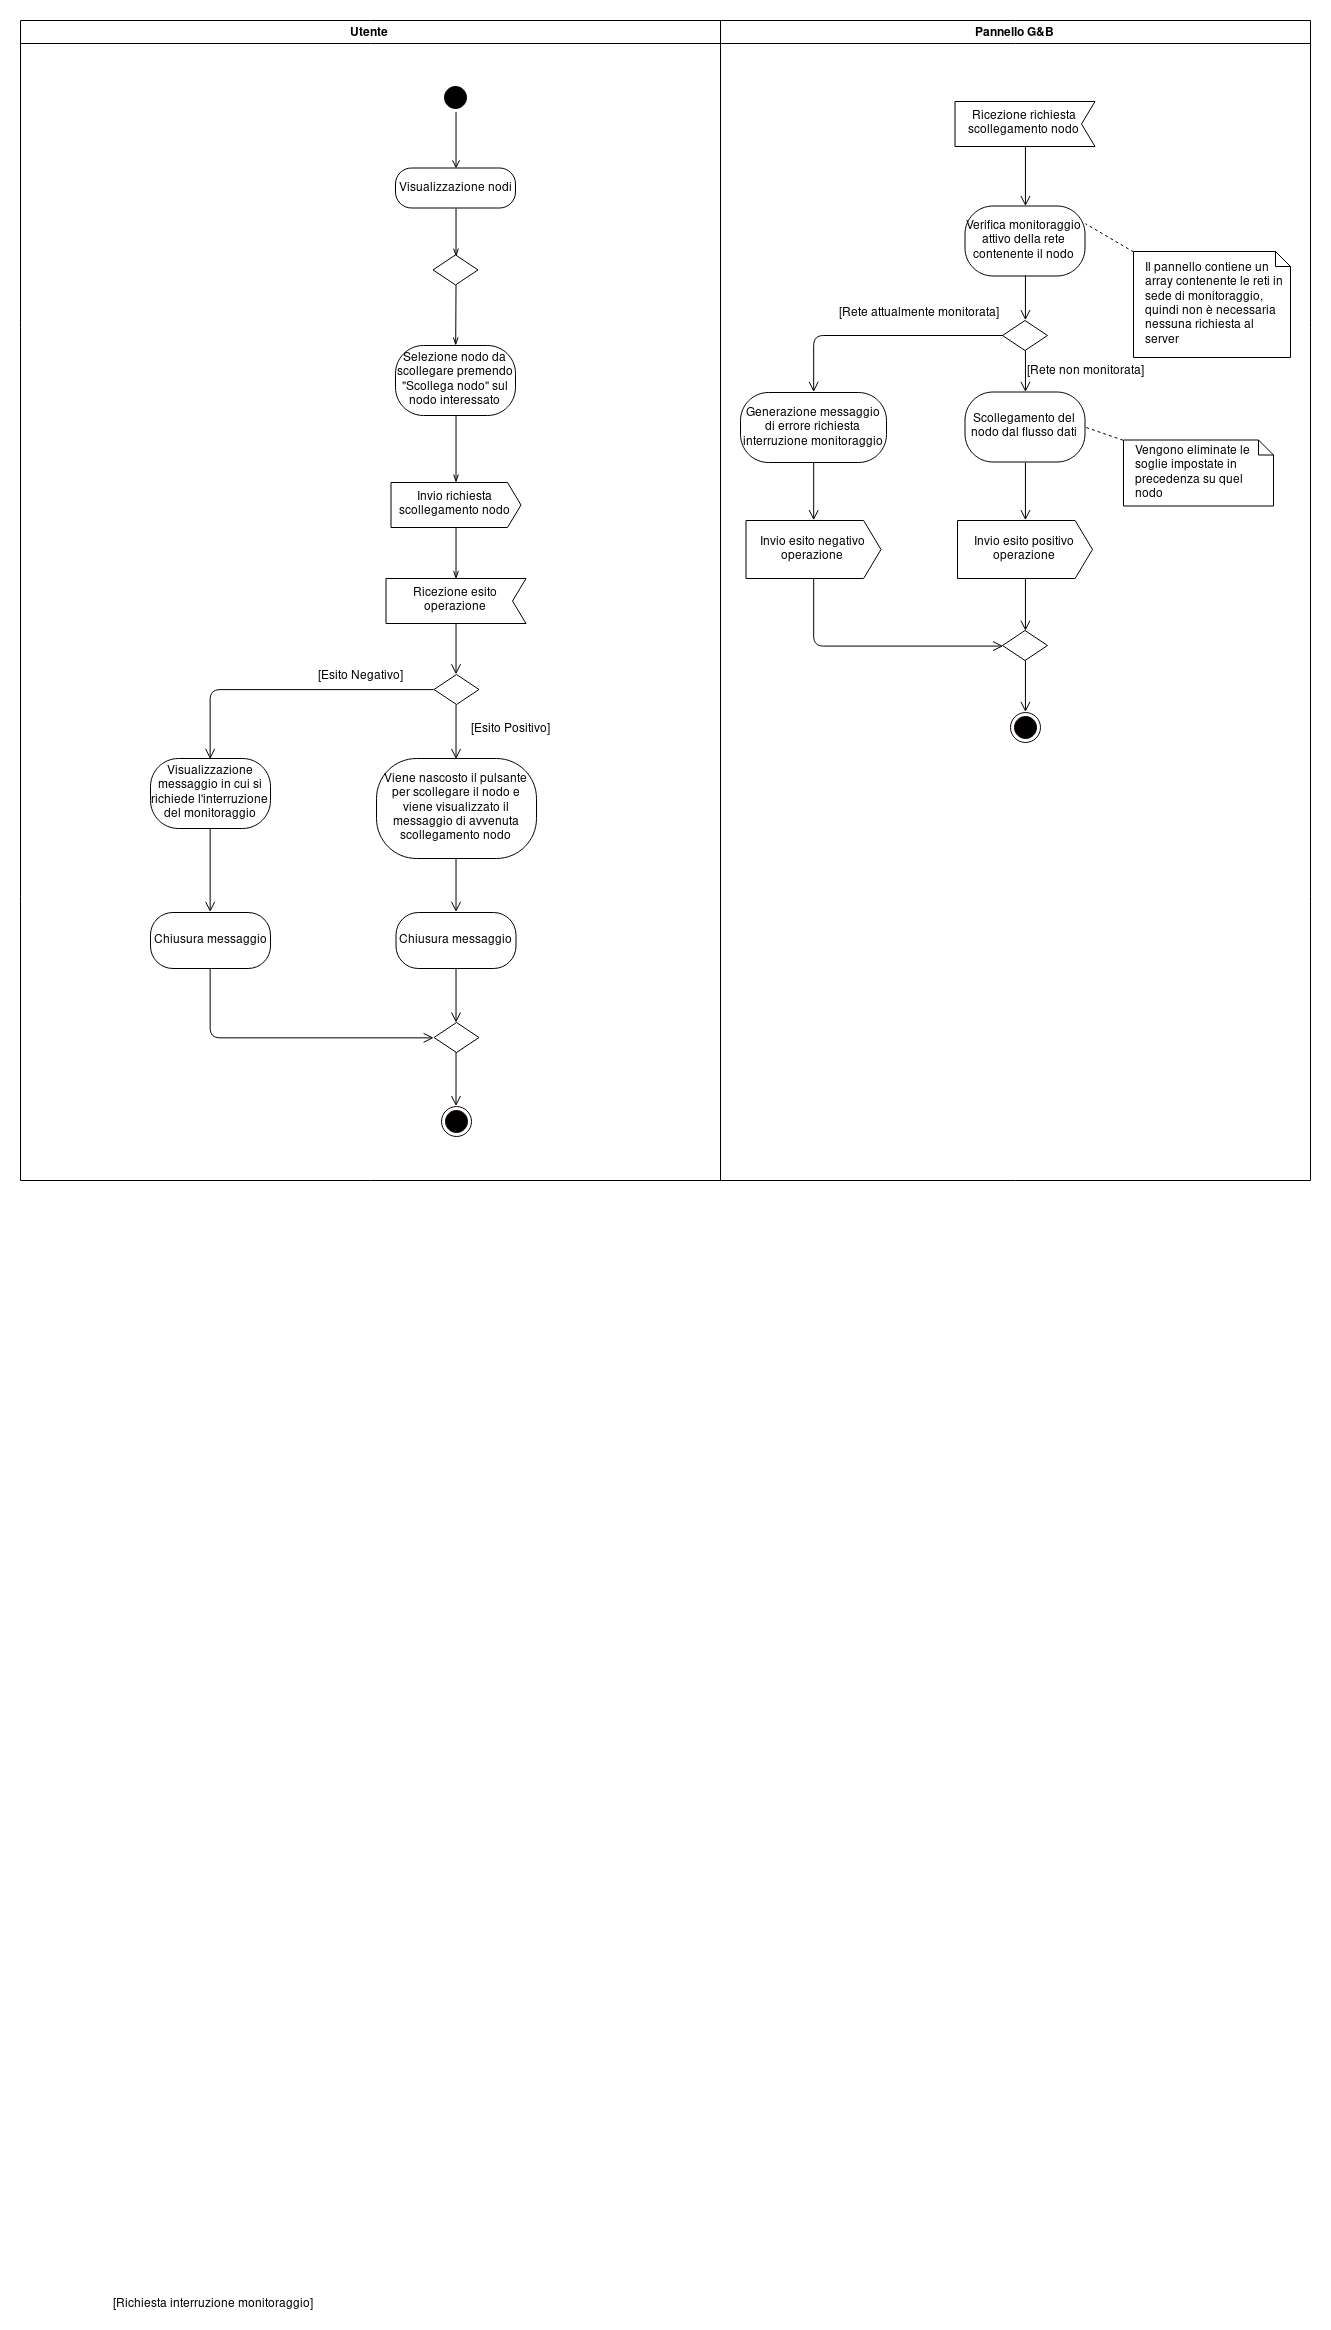 Utente
Pannello G&B
Visualizzazione nodi
Selezione nodo da
scollegare premendo
"Scollega nodo" sul
nodo interessato
Invio richiesta
scollegamento nodo
Ricezione esito
operazione
[Esito Negativo]
[Esito Positivo]
Visualizzazione
messaggio in cui si
richiede l'interruzione
del monitoraggio
Viene nascosto il pulsante
per scollegare il nodo e
viene visualizzato il
messaggio di avvenuta
scollegamento nodo
Chiusura messaggio
Chiusura messaggio
Ricezione richiesta
scollegamento nodo
Verifica monitoraggio
attivo della rete
contenente il nodo
Il pannello contiene un
array contenente le reti in
sede di monitoraggio,
quindi non è necessaria
nessuna richiesta al
server
[Rete attualmente monitorata]
[Rete non monitorata]
Generazione messaggio
di errore richiesta
interruzione monitoraggio
Scollegamento del
nodo dal flusso dati
Vengono eliminate le
soglie impostate in
precedenza su quel
nodo
Invio esito negativo
operazione
Invio esito positivo
operazione
[Richiesta interruzione monitoraggio]